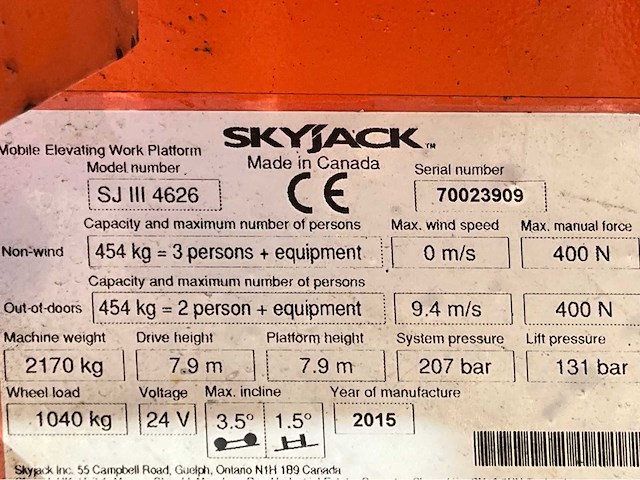 SKYJACK™
Mobile Elevating Work Platform
Made in Canada
Model number
Serial number
SJ III 4626
CE
70023909
Capacity and maximum number of persons Max. wind speed Max. manual force
Non-wind 454 kg = 3 persons + equipment 0 m/s 400 N
Capacity and maximum number of persons
Out-of-doors 454 kg = 2 person + equipment 9.4 m/s 400 N
Machine weight Drive height Platform height System pressure Lift pressure
2170 kg 7.9 m 7.9 m 207 bar 131 bar
Wheel load Voltage Max. incline Year of manufacture
1040 kg 24 V 3.5° 1.5° 2015
Skyjack Inc. 55 Campbell Road, Guelph, Ontario N1H 1B9 Canada